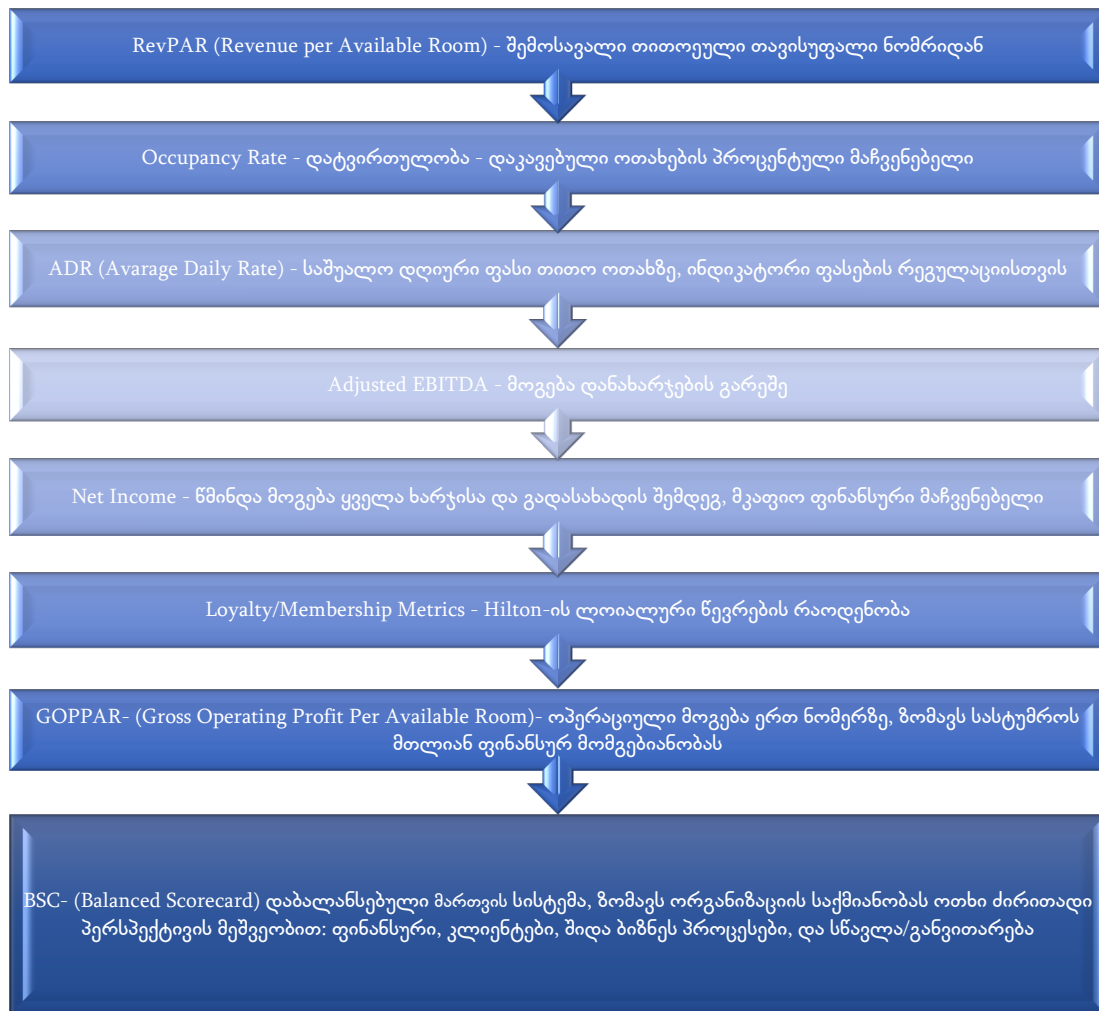 RevPAR (Revenue per Available Room) - შემოსავალი თითოეული თავისუფალი ნომრიდან
Occupancy Rate - დატვირთულობა - დაკავებული ოთახების პროცენტული მაჩვენებელი
ADR (Avarage Daily Rate) - საშუალო დღიური ფასი თითო ოთახზე, ინდიკატორი ფასების რეგულაციისთვის
Adjusted EBITDA - მოგება დანახარჯების გარეშე
Net Income - წმინდა მოგება ყველა ხარჯისა და გადასახადის შემდეგ, მკაფიო ფინანსური მაჩვენებელი
Loyalty/Membership Metrics - Hilton-ის ლოიალური წევრების რაოდენობა
GOPPAR- (Gross Operating Profit Per Available Room)- ოპერაციული მოგება ერთ ნომერზე, ზომავს სასტუმროს
მთლიან ფინანსურ მომგებიანობას
BSC- (Balanced Scorecard) დაბალანსებული მართვის სისტემა, ზომავს ორგანიზაციის საქმიანობას ოთხი ძირითადი
პერსპექტივის მეშვეობით: ფინანსური, კლიენტები, შიდა ბიზნეს პროცესები, და სწავლა/განვითარება